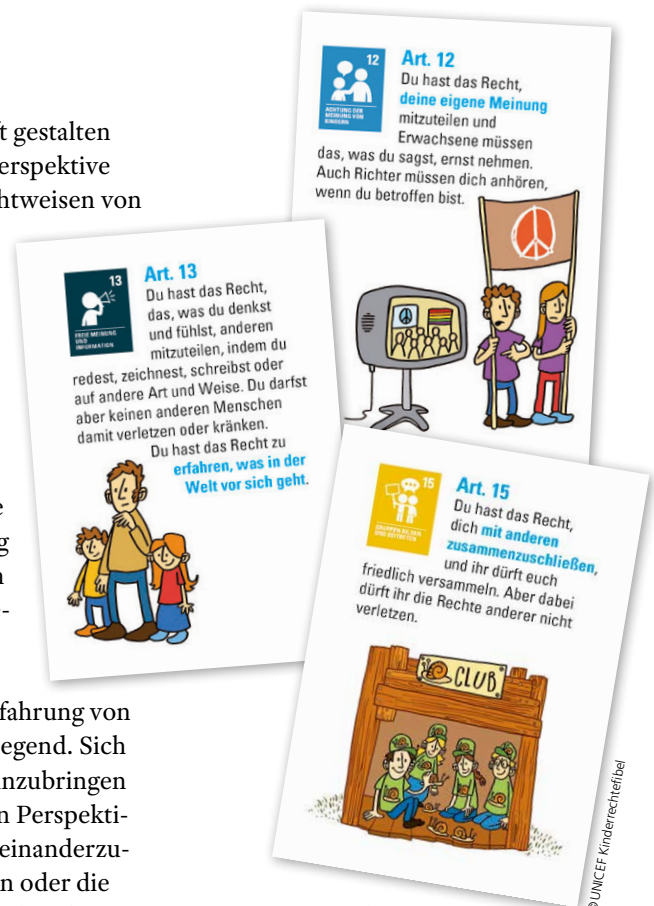 ft gestalten
erspektive
htweisen von
e
g
n
-
fahrung von
egend. Sich
inzubringen
n Perspekti-
einanderzu-
n oder die
12
ACHTUNG DER
MEINUNG VON
KINDERN
Art. 12
Du hast das Recht,
deine eigene Meinung
mitzuteilen und
Erwachsene müssen
das, was du sagst, ernst nehmen.
Auch Richter müssen dich anhören,
wenn du betroffen bist.
13
FREIE MEINUNG
UND
INFORMATION
Art. 13
Du hast das Recht,
das, was du denkst
und fühlst, anderen
mitzuteilen, indem du
redest, zeichnest, schreibst oder
auf andere Art und Weise. Du darfst
aber keinen anderen Menschen
damit verletzen oder kränken.
Du hast das Recht zu
erfahren, was in der
Welt vor sich geht.
15
GRUPPEN BILDEN
UND BEITRETEN
Art. 15
Du hast das Recht,
dich mit anderen
zusammenzuschließen,
und ihr dürft euch
friedlich versammeln. Aber dabei
dürft ihr die Rechte anderer nicht
verletzen.
CLUB
©UNICEF Kinderrechtefibel